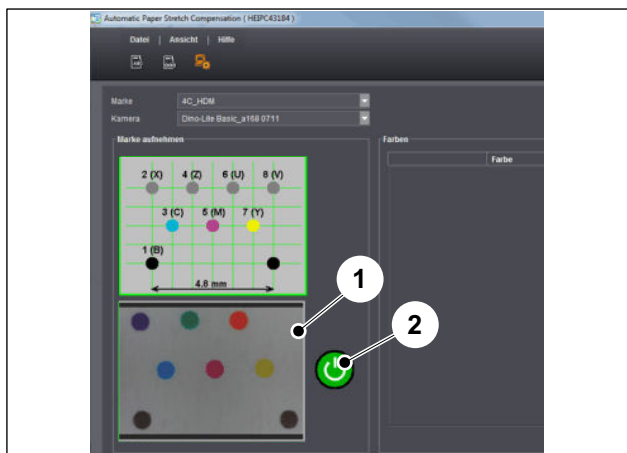 Automatic Paper Stretch Compensation ( HEIPC43184 )
Datei | Ansicht | Hilfe
Marke 4C_HDM
Kamera Dino-Lite Basic_a168 0711
Marke aufnehmen
Farben
Farbe
2 (X) 4 (Z) 6 (U) 8 (V)
3 (C) 5 (M) 7 (Y)
1 (B)
4.8 mm
1
2